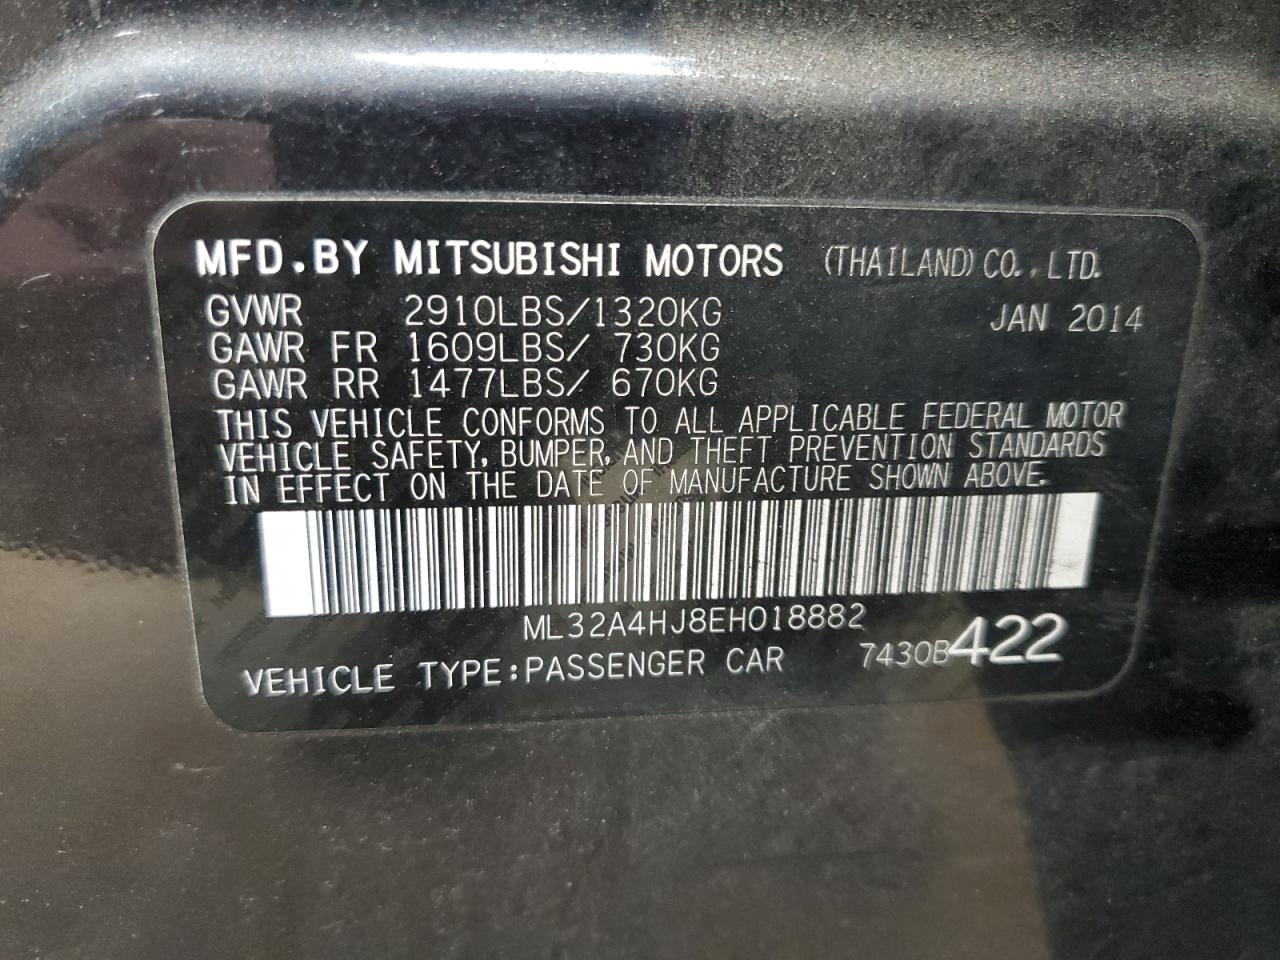 MFD.BY MITSUBISHI MOTORS (THAILAND)CO.,LTD.
GVWR 2910LBS/1320KG JAN 2014
GAWR FR 1609LBS/ 730KG
GAWR RR 1477LBS/ 670KG
THIS VEHICLE CONFORMS TO ALL APPLICABLE FEDERAL MOTOR
VEHICLE SAFETY, BUMPER, AND THEFT PREVENTION STANDARDS
IN EFFECT ON THE DATE OF MANUFACTURE SHOWN ABOVE.
ML32A4HJ8EH018882
VEHICLE TYPE:PASSENGER CAR 7430B422